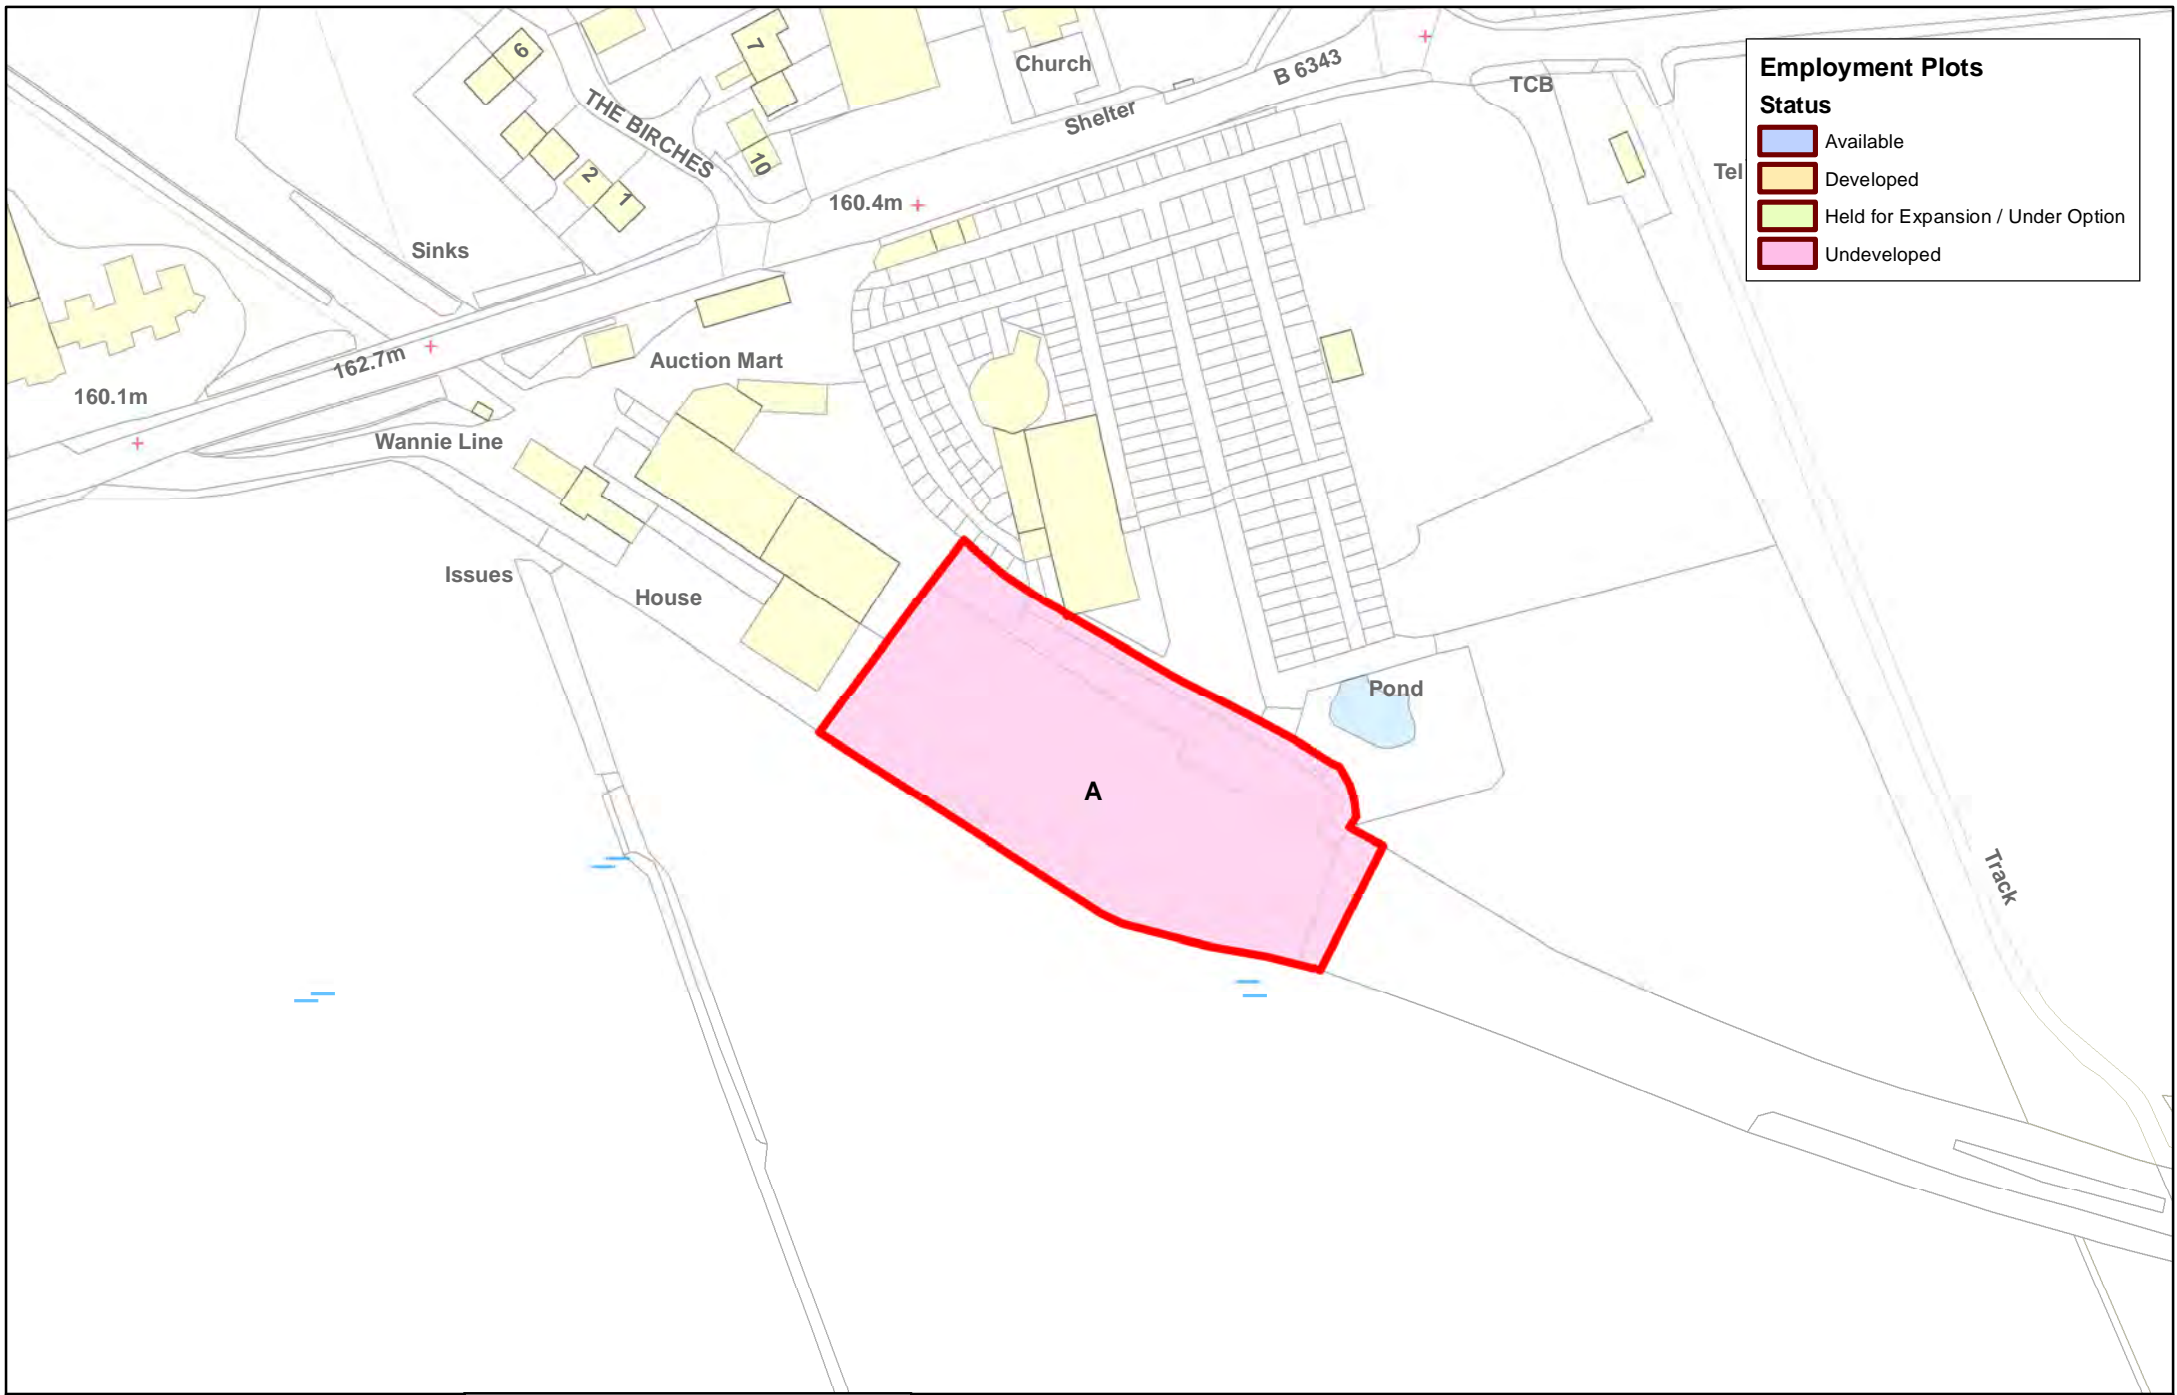 6
7
Church
B 6343
TCB
Employment Plots
Status
Available
Developed
Held for Expansion / Under Option
Undeveloped
THE BIRCHES
Shelter
10
2
1
Tel
160.4m
Sinks
162.7m
Auction Mart
160.1m
Wannie Line
Issues
House
Pond
A
Track